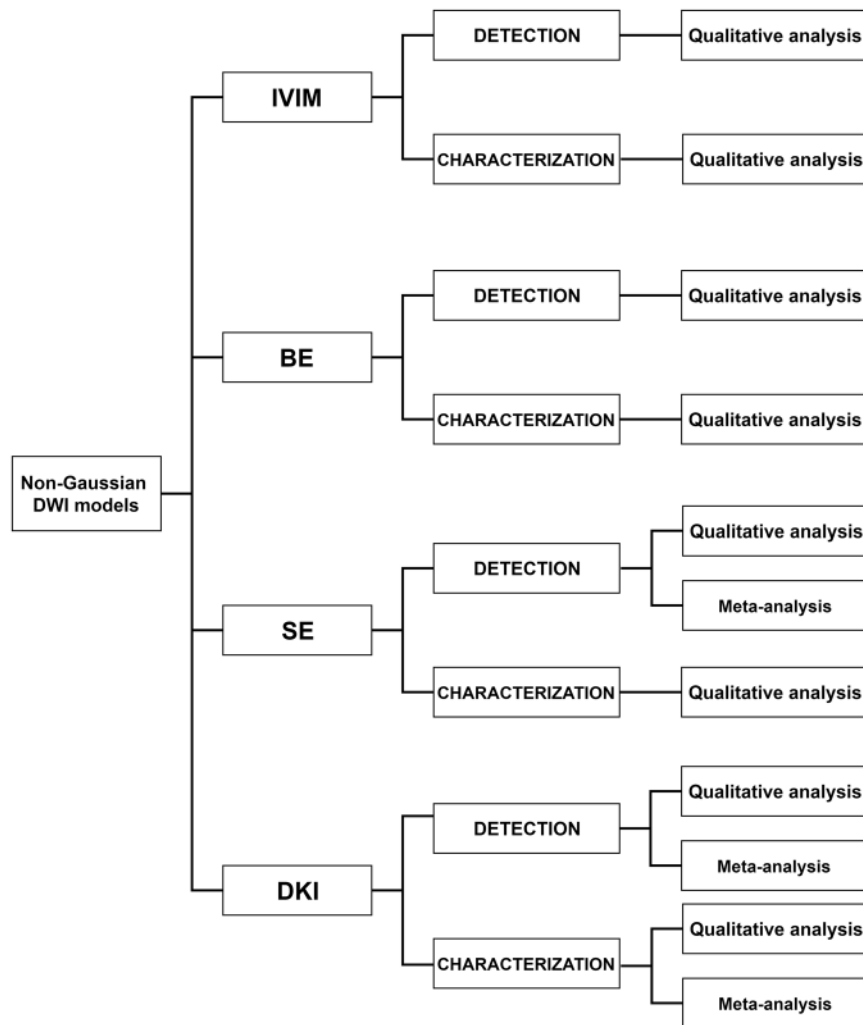 Non-Gaussian
DWI models
IVIM
DETECTION
Qualitative analysis
CHARACTERIZATION
Qualitative analysis
BE
DETECTION
Qualitative analysis
CHARACTERIZATION
Qualitative analysis
SE
DETECTION
Qualitative analysis
Meta-analysis
CHARACTERIZATION
Qualitative analysis
DKI
DETECTION
Qualitative analysis
Meta-analysis
CHARACTERIZATION
Qualitative analysis
Meta-analysis